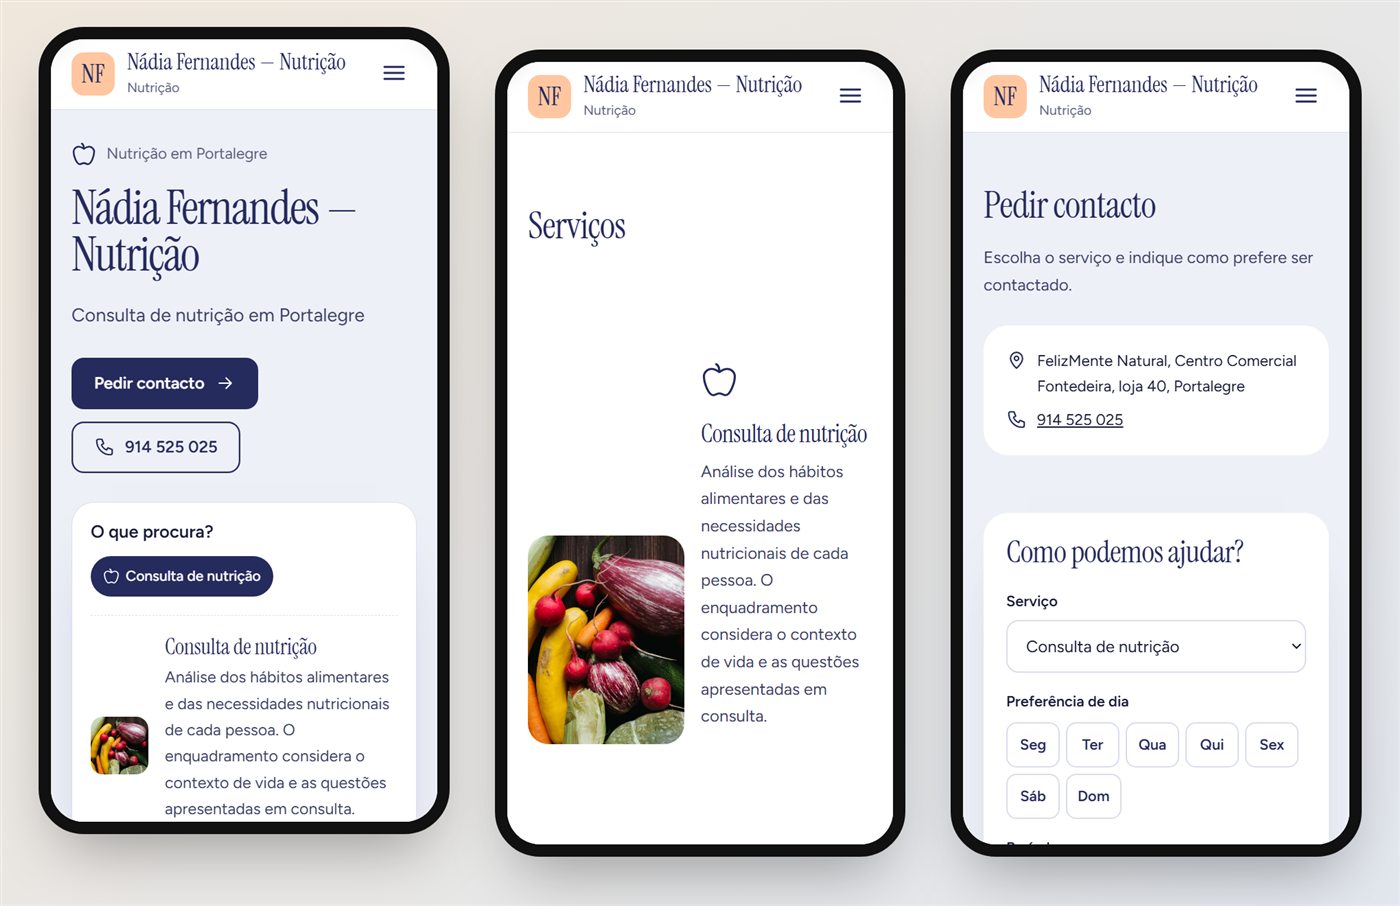 NF
Nádia Fernandes — Nutrição
Nutrição
Nutrição em Portalegre
Nádia Fernandes —
Nutrição
Consulta de nutrição em Portalegre
Pedir contacto
914 525 025
O que procura?
Consulta de nutrição
Consulta de nutrição
Análise dos hábitos alimentares
e das necessidades nutricionais
de cada pessoa. O
enquadramento considera o
contexto de vida e as questões
apresentadas em consulta.
NF
Nádia Fernandes — Nutrição
Nutrição
Serviços
Consulta de nutrição
Análise dos hábitos
alimentares e das
necessidades
nutricionais de cada
pessoa. O
enquadramento
considera o contexto
de vida e as questões
apresentadas em
consulta.
NF
Nádia Fernandes — Nutrição
Nutrição
Pedir contacto
Escolha o serviço e indique como prefere ser
contactado.
FelizMente Natural, Centro Comercial
Fontedeira, loja 40, Portalegre
914 525 025
Como podemos ajudar?
Serviço
Consulta de nutrição
Preferência de dia
Seg Ter Qua Qui Sex
Sáb Dom